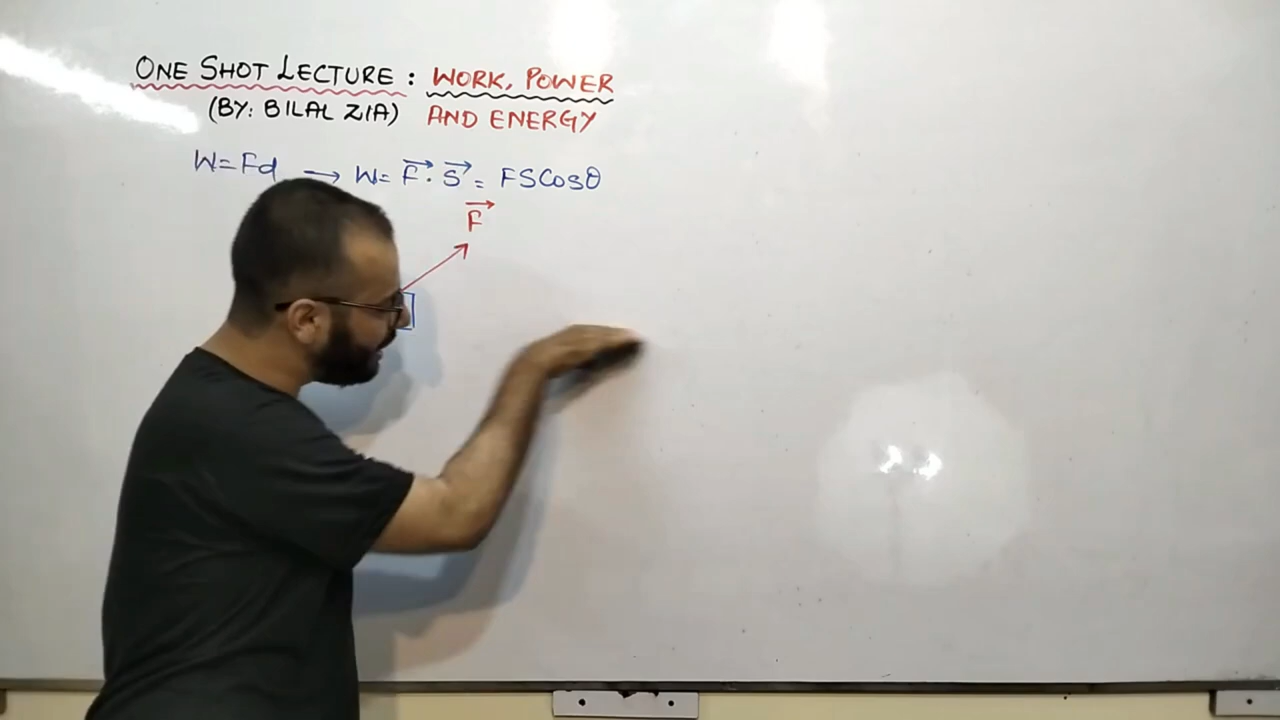 ONE SHOT LECTURE: WORK, POWER
(BY: BILAL ZIA) AND ENERGY
W=Fd → W= F⃗·S⃗= FSCosθ
F⃗